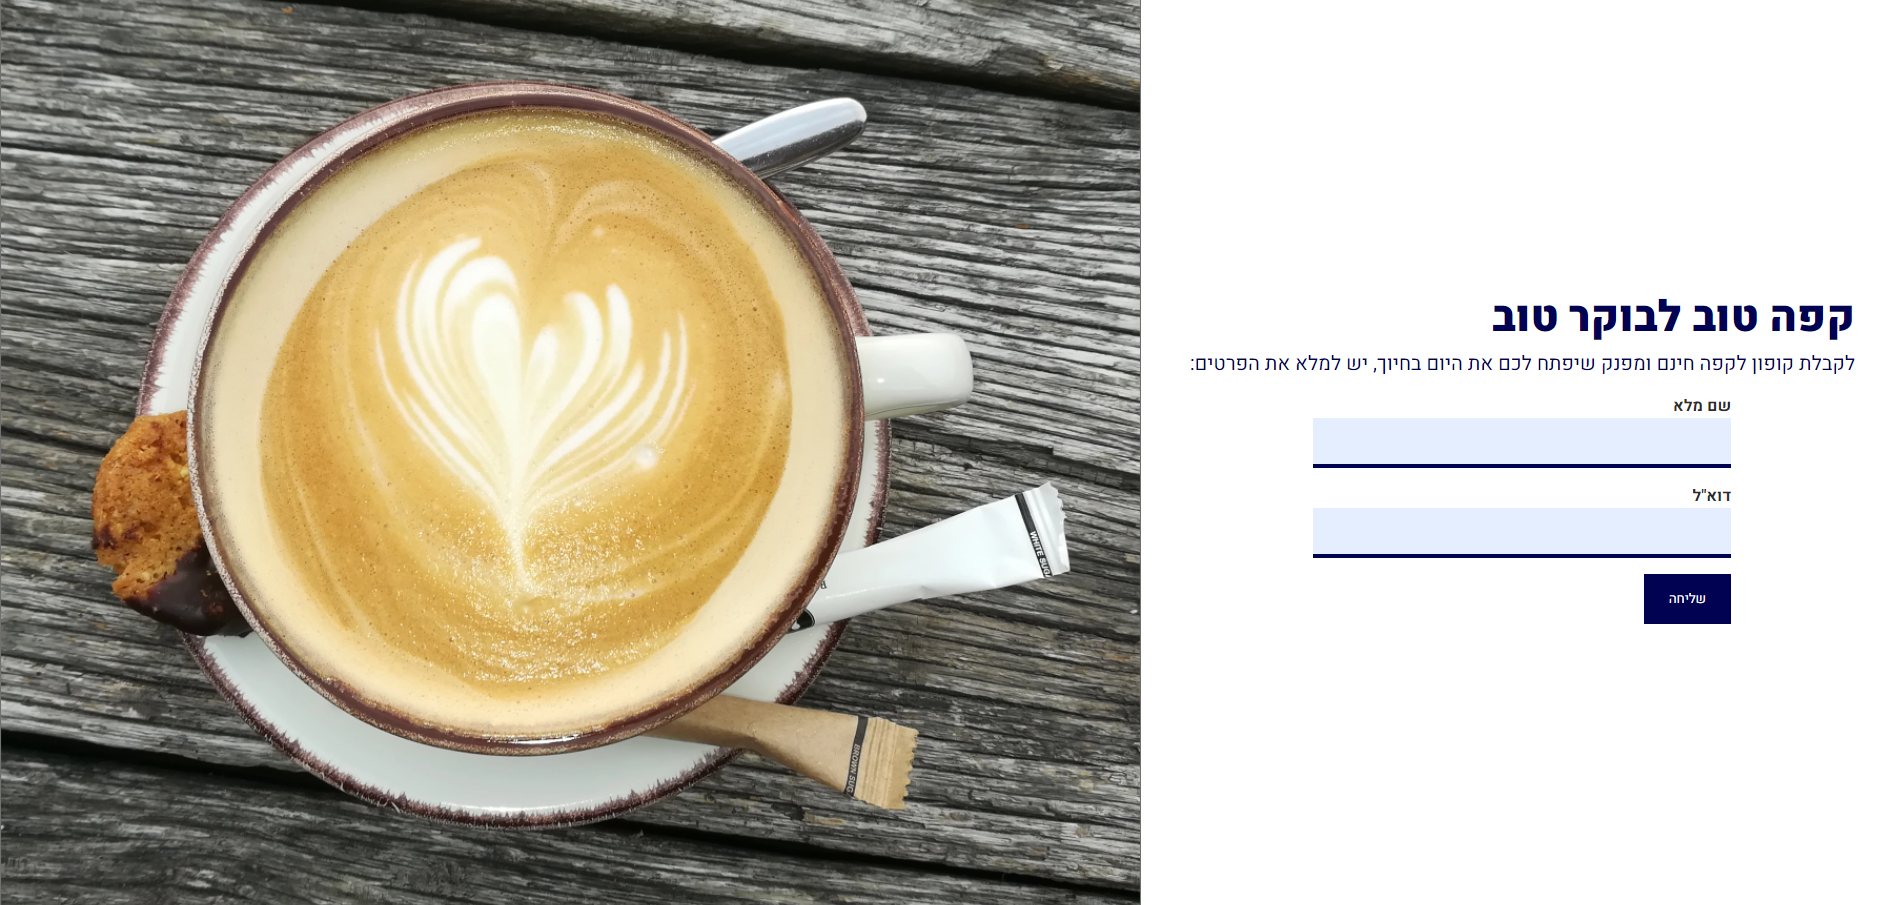 קפה טוב לבוקר טוב
לקבלת קופון לקפה חינם ומפנק שיפתח לכם את היום בחיוך, יש למלא את הפרטים:
שם מלא
דוא"ל
שליחה
WHITE SUGA
BROWN SUG